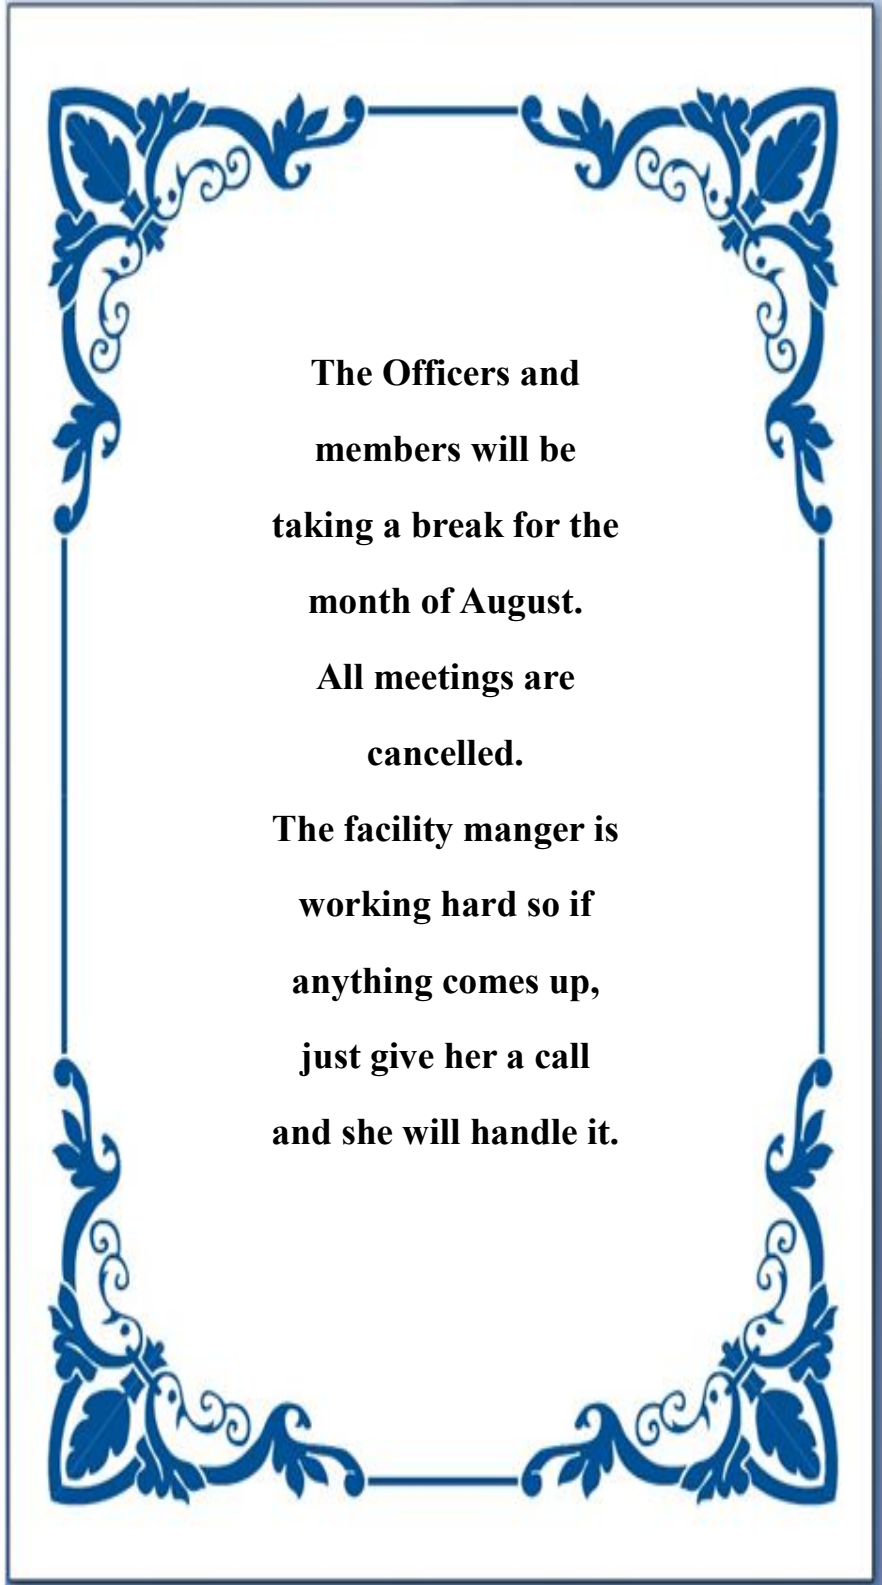 The Officers and
members will be
taking a break for the
month of August.
All meetings are
cancelled.
The facility manger is
working hard so if
anything comes up,
just give her a call
and she will handle it.